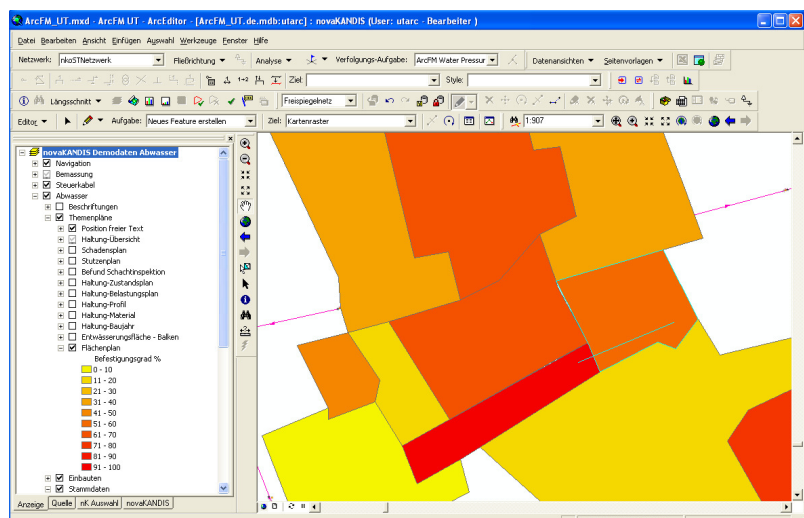 ArcFM_UT.mxd - ArcFM UT - ArcEditor - [ArcFM_UT.de.mdb:utarc] : novaKANDIS (User: utarc - Bearbeiter )
Datei Bearbeiten Ansicht Einfügen Auswahl Werkzeuge Fenster Hilfe
Netzwerk: nkoSTNetzwerk Fließrichtung Analyse Verfolgungs-Aufgabe: ArcFM Water Pressur Datenansichten Seitenvorlagen
Ziel: Style:
Längsschnitt Freispiegelnetz
Editor Aufgabe: Neues Feature erstellen Ziel: Kartenraster 1:907
novaKANDIS Demodaten Abwasser
Navigation
Bemassung
Steuerkabel
Abwasser
Beschriftungen
Themenpläne
Position freier Text
Haltung-Übersicht
Schadensplan
Stutzenplan
Befund Schachtinspektion
Haltung-Zustandsplan
Haltung-Belastungsplan
Haltung-Profil
Haltung-Material
Haltung-Baujahr
Entwässerungsfläche - Balken
Flächenplan
Befestigungsgrad %
0 - 10
11 - 20
21 - 30
31 - 40
41 - 50
51 - 60
61 - 70
71 - 80
81 - 90
91 - 100
Einbauten
Stammdaten
Anzeige Quelle nK Auswahl novaKANDIS